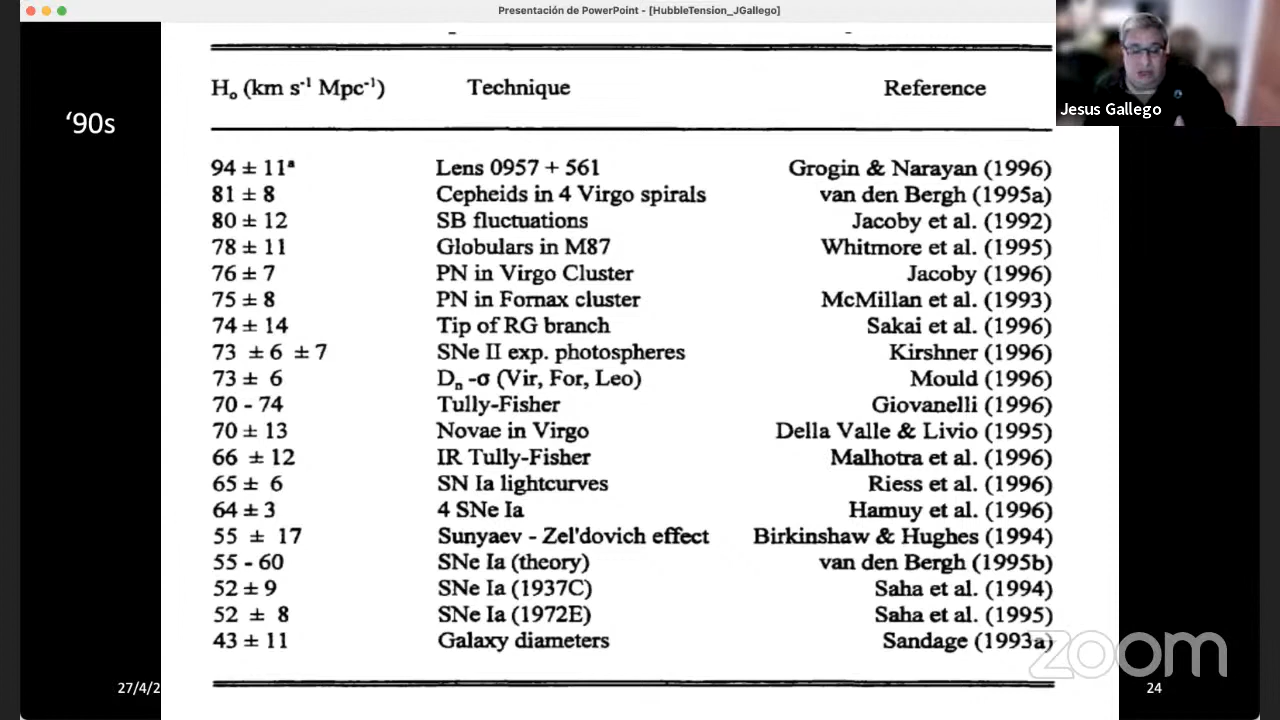 Presentación de PowerPoint - [HubbleTension_JGallego]
Jesus Gallego
‘90s
H₀ (km s⁻¹ Mpc⁻¹) Technique Reference
94 ± 11ᵃ Lens 0957 + 561 Grogin & Narayan (1996)
81 ± 8 Cepheids in 4 Virgo spirals van den Bergh (1995a)
80 ± 12 SB fluctuations Jacoby et al. (1992)
78 ± 11 Globulars in M87 Whitmore et al. (1995)
76 ± 7 PN in Virgo Cluster Jacoby (1996)
75 ± 8 PN in Fornax cluster McMillan et al. (1993)
74 ± 14 Tip of RG branch Sakai et al. (1996)
73 ± 6 ± 7 SNe II exp. photospheres Kirshner (1996)
73 ± 6 Dₙ -σ (Vir, For, Leo) Mould (1996)
70 - 74 Tully-Fisher Giovanelli (1996)
70 ± 13 Novae in Virgo Della Valle & Livio (1995)
66 ± 12 IR Tully-Fisher Malhotra et al. (1996)
65 ± 6 SN Ia lightcurves Riess et al. (1996)
64 ± 3 4 SNe Ia Hamuy et al. (1996)
55 ± 17 Sunyaev - Zel'dovich effect Birkinshaw & Hughes (1994)
55 - 60 SNe Ia (theory) van den Bergh (1995b)
52 ± 9 SNe Ia (1937C) Saha et al. (1994)
52 ± 8 SNe Ia (1972E) Saha et al. (1995)
43 ± 11 Galaxy diameters Sandage (1993a)
zoom
27/4/2
24